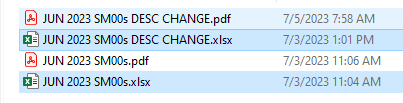 JUN 2023 SM00s DESC CHANGE.pdf 7/5/2023 7:58 AM
JUN 2023 SM00s DESC CHANGE.xlsx 7/3/2023 1:01 PM
JUN 2023 SM00s.pdf 7/3/2023 11:06 AM
JUN 2023 SM00s.xlsx 7/3/2023 11:04 AM